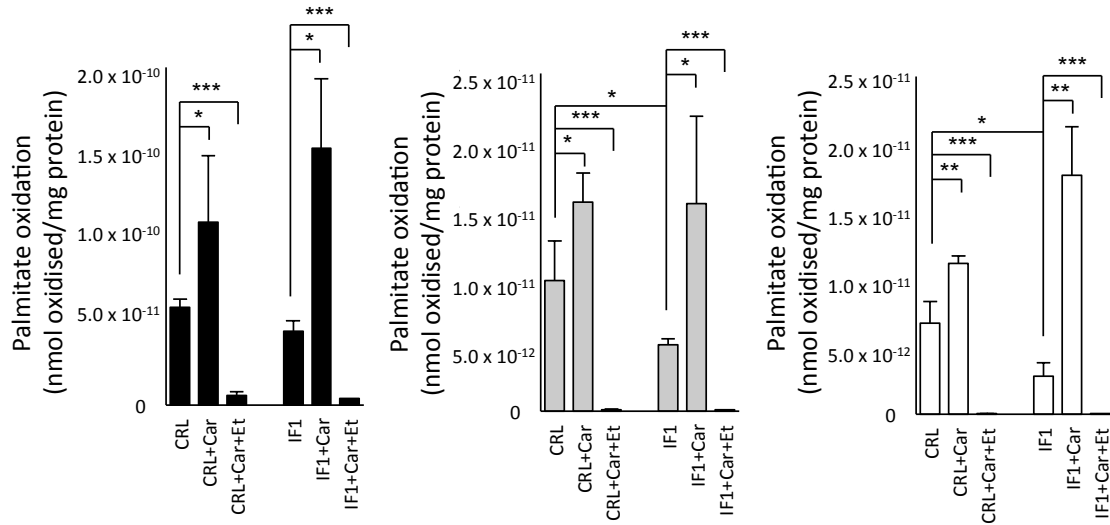 Palmitate oxidation
(nmol oxidised/mg protein)
2.0 x 10-10
1.5 x 10-10
1.0 x 10-10
5.0 x 10-11
0
***
*
***
*
CRL
CRL+Car
CRL+Car+Et
IF1
IF1+Car
IF1+Car+Et
Palmitate oxidation
(nmol oxidised/mg protein)
2.5 x 10-11
2.0 x 10-11
1.5 x 10-11
1.0 x 10-11
5.0 x 10-12
0
***
*
*
***
*
CRL
CRL+Car
CRL+Car+Et
IF1
IF1+Car
IF1+Car+Et
Palmitate oxidation
(nmol oxidised/mg protein)
2.5 x 10-11
2.0 x 10-11
1.5 x 10-11
1.0 x 10-11
5.0 x 10-12
0
***
**
*
***
**
CRL
CRL+Car
CRL+Car+Et
IF1
IF1+Car
IF1+Car+Et